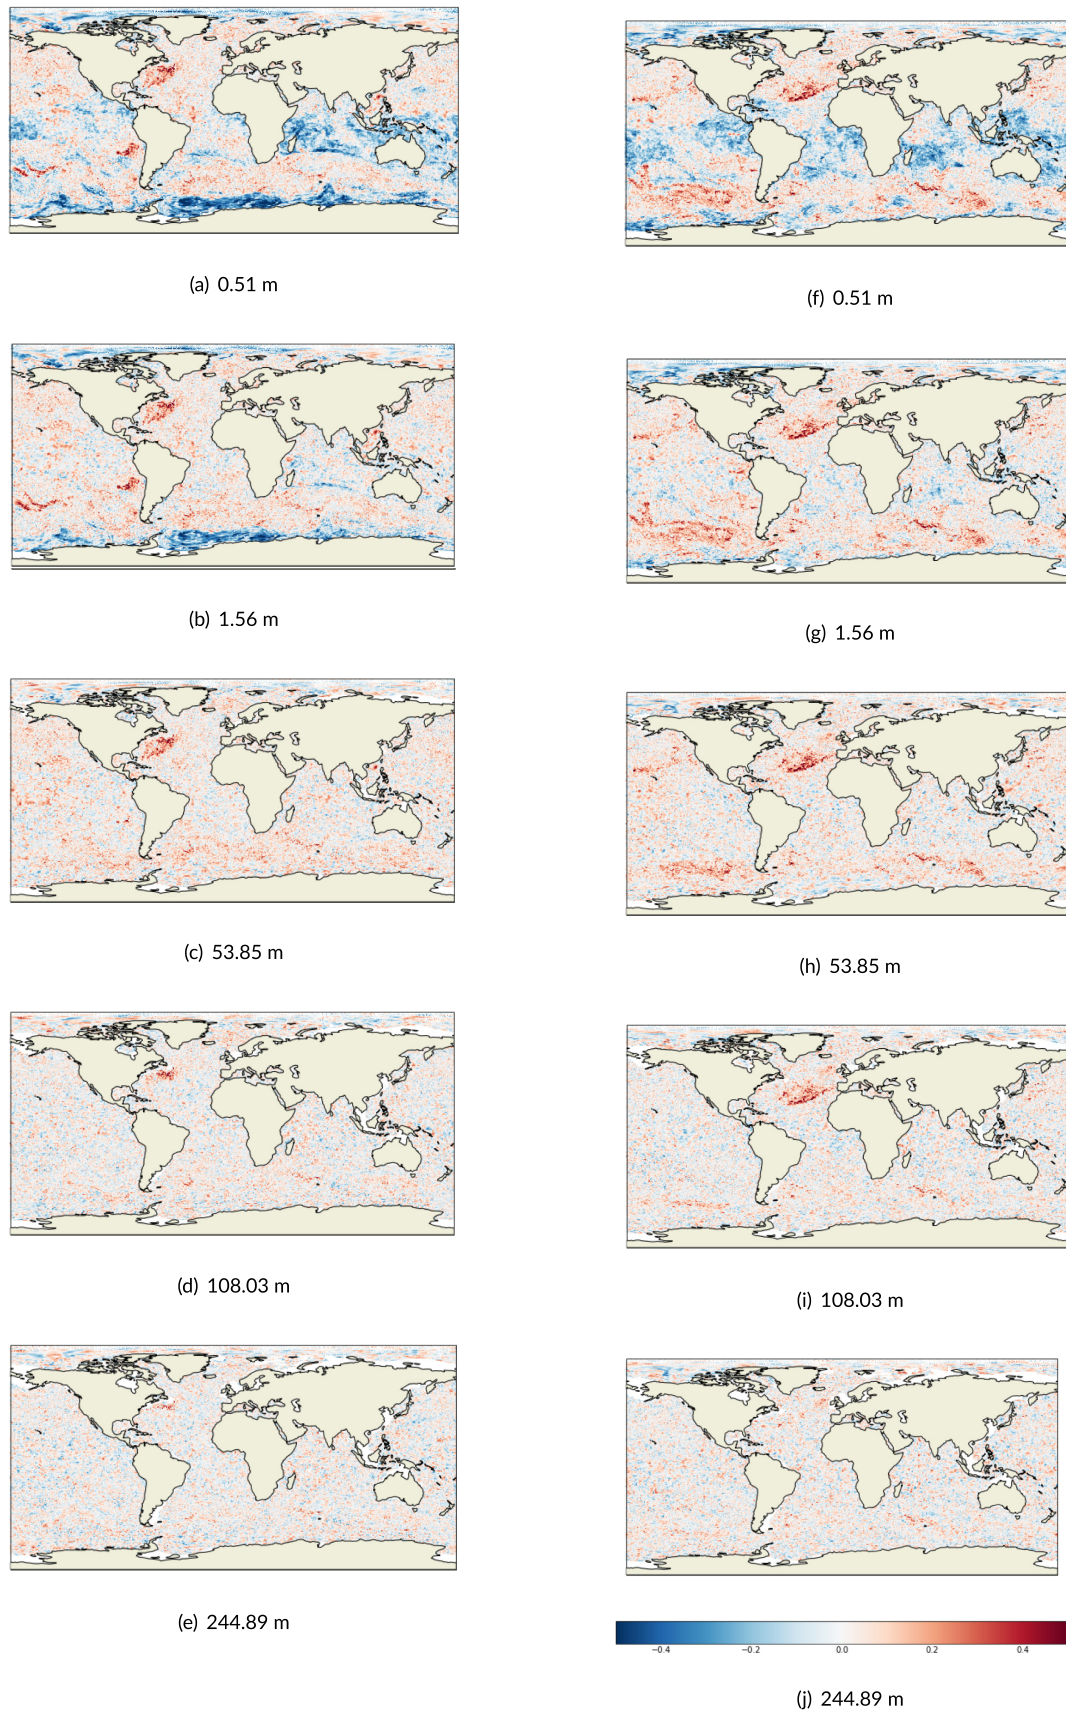 (a) 0.51 m
(f) 0.51 m
(b) 1.56 m
(g) 1.56 m
(c) 53.85 m
(h) 53.85 m
(d) 108.03 m
(i) 108.03 m
(e) 244.89 m
−0.4 −0.2 0.0 0.2 0.4
(j) 244.89 m